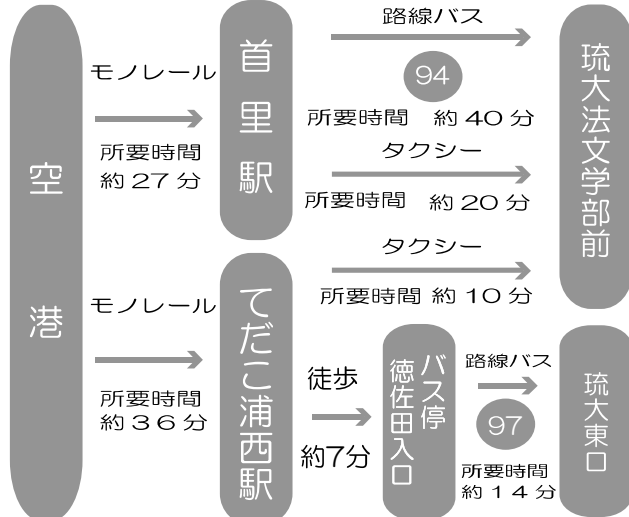 空港
モノレール
所要時間
約27分
首里駅
路線バス
94
所要時間 約40分
タクシー
所要時間 約20分
琉大法文学部前
モノレール
所要時間
約36分
てだこ浦西駅
タクシー
所要時間 約10分
徒歩
約7分
バス停
徳佐田入口
路線バス
97
所要時間
約14分
琉大東口